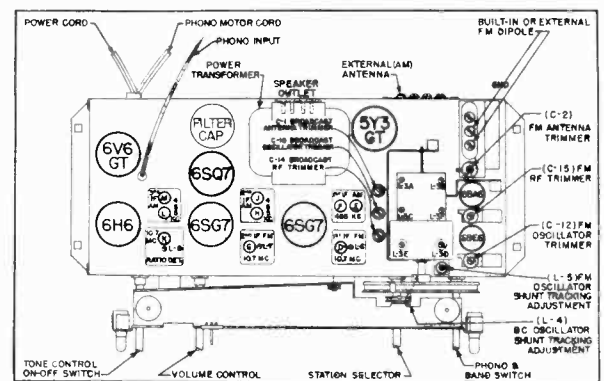 POWER CORD
PHONO MOTOR CORD
PHONO INPUT
POWER
TRANSFORMER
SPEAKER
OUTLET
EXTERNAL (AM)
ANTENNA
BUILT-IN OR EXTERNAL
FM DIPOLE
GND
(C-2)
FM ANTENNA
TRIMMER
(C-15) FM
RF TRIMMER
(C-12) FM
OSCILLATOR
TRIMMER
(L-5) FM
OSCILLATOR
SHUNT TRACKING
ADJUSTMENT
(L-4)
BC OSCILLATOR
SHUNT TRACKING
ADJUSTMENT
BROADCAST
ANTENNA TRIMMER
BROADCAST
OSCILLATOR TRIMMER
C-14 BROADCAST
RF TRIMMER
FILTER
CAP
5Y3
GT
6V6
GT
6SQ7
6H6
6SG7
6SG7
6BA6
6BE6
10.7
MC
RATIO DET.
10.7 MC
10.7 MC
TONE CONTROL
ON-OFF SWITCH
VOLUME CONTROL
STATION SELECTOR
PHONO &
BAND SWITCH